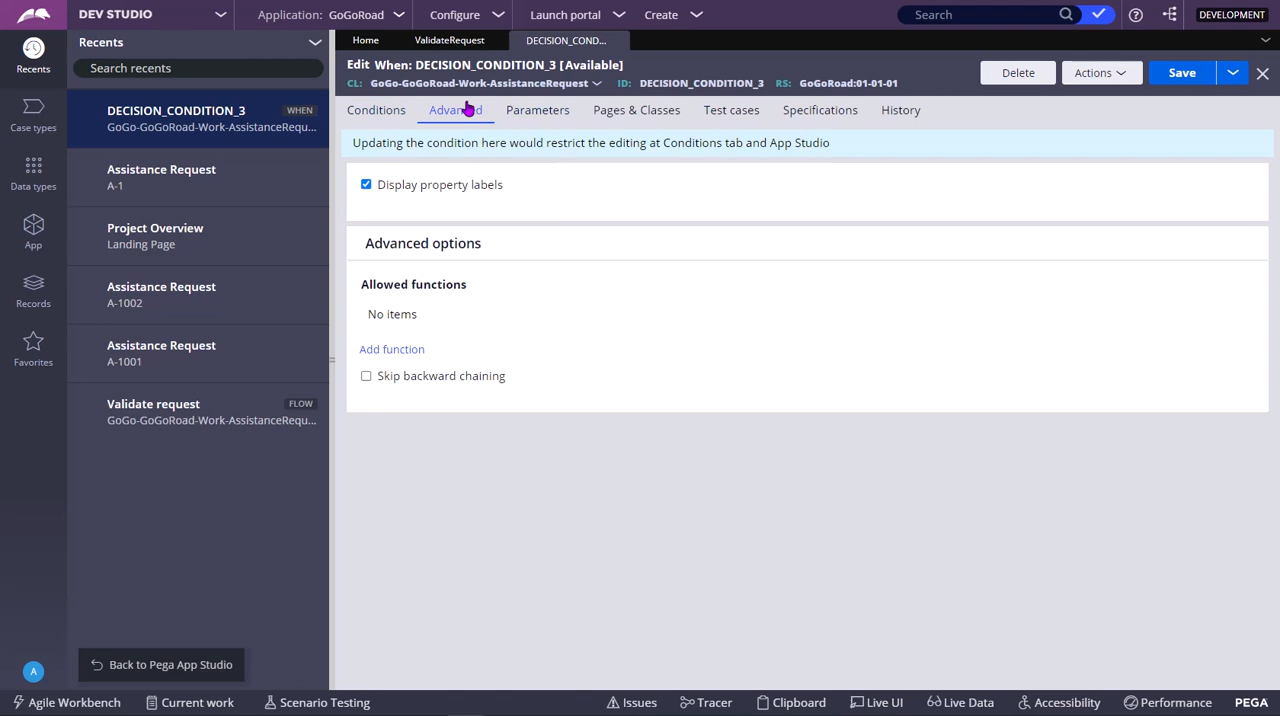 DEV STUDIO
Application: GoGoRoad
Configure
Launch portal
Create
Search
DEVELOPMENT
Recents
Case types
Data types
App
Records
Favorites
A
Recents
Search recents
DECISION_CONDITION_3 WHEN
GoGo-GoGoRoad-Work-AssistanceRequ...
Assistance Request
A-1
Project Overview
Landing Page
Assistance Request
A-1002
Assistance Request
A-1001
Validate request FLOW
GoGo-GoGoRoad-Work-AssistanceRequ...
Back to Pega App Studio
Home ValidateRequest DECISION_COND...
Edit When: DECISION_CONDITION_3 [Available]
CL: GoGo-GoGoRoad-Work-AssistanceRequest ID: DECISION_CONDITION_3 RS: GoGoRoad:01-01-01
Delete Actions Save
Conditions Advanced Parameters Pages & Classes Test cases Specifications History
Updating the condition here would restrict the editing at Conditions tab and App Studio
Display property labels
Advanced options
Allowed functions
No items
Add function
Skip backward chaining
Agile Workbench Current work Scenario Testing Issues Tracer Clipboard Live UI Live Data Accessibility Performance PEGA